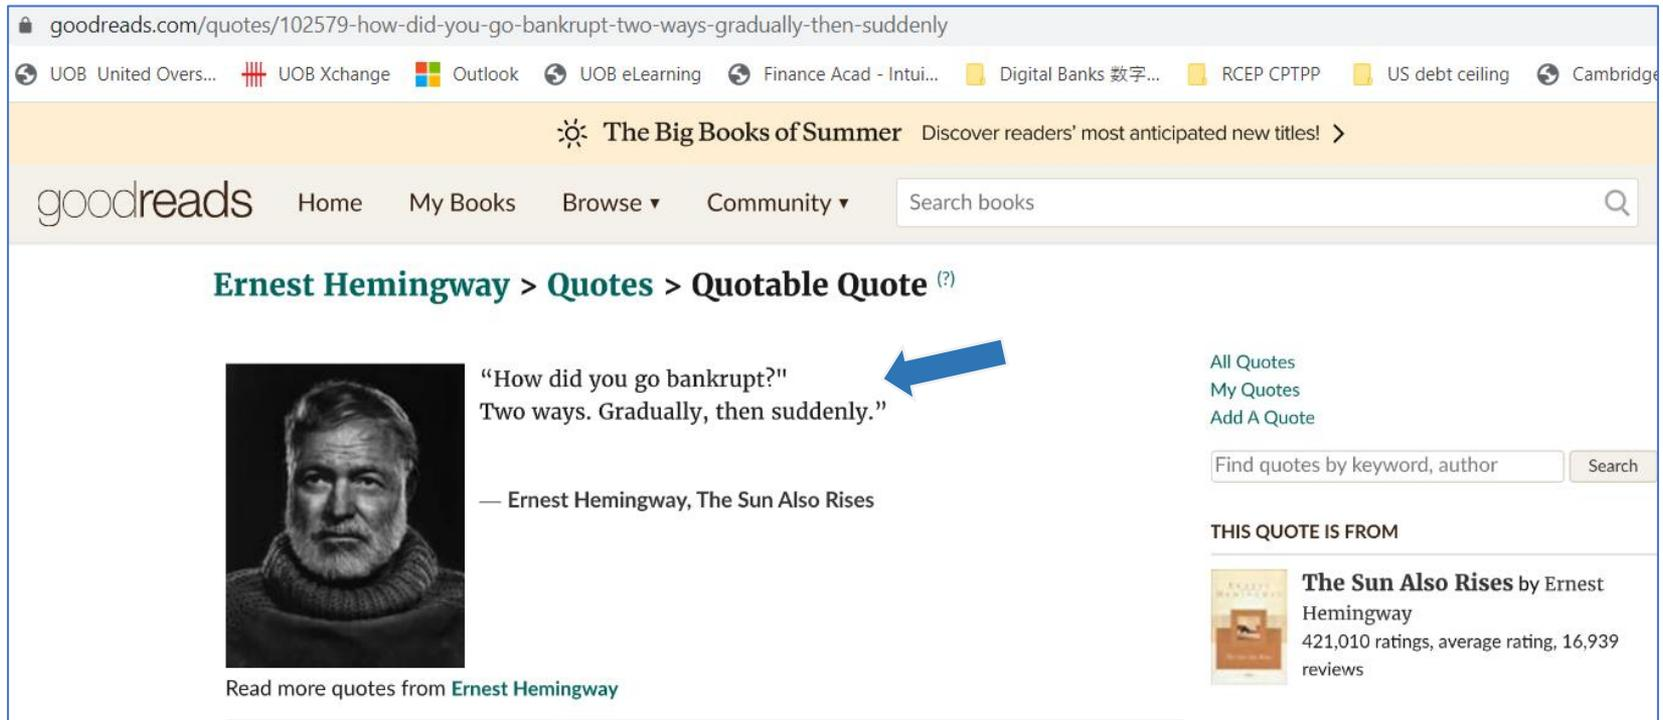 goodreads.com/quotes/102579-how-did-you-go-bankrupt-two-ways-gradually-then-suddenly
UOB United Overs... UOB Xchange Outlook UOB eLearning Finance Acad - Intui... Digital Banks 数字... RCEP CPTPP US debt ceiling Cambridge
The Big Books of Summer Discover readers' most anticipated new titles!
goodreads Home My Books Browse ▾ Community ▾ Search books
Ernest Hemingway > Quotes > Quotable Quote (?)
“How did you go bankrupt?"
Two ways. Gradually, then suddenly.”
― Ernest Hemingway, The Sun Also Rises
Read more quotes from Ernest Hemingway
All Quotes
My Quotes
Add A Quote
Find quotes by keyword, author Search
THIS QUOTE IS FROM
The Sun Also Rises by Ernest
Hemingway
421,010 ratings, average rating, 16,939
reviews